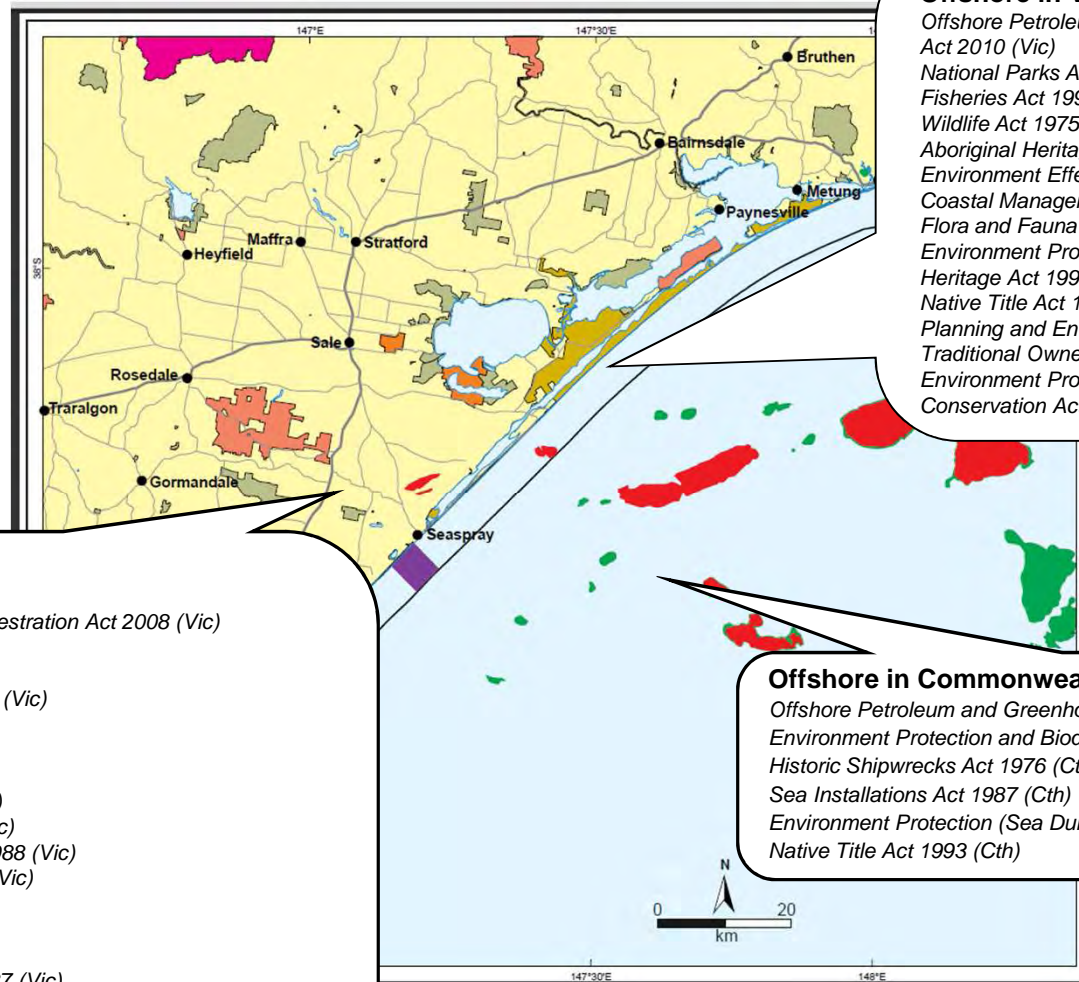 147°E
147°30'E
38°S
Bruthen
Bairnsdale
Metung
Paynesville
Maffra
Stratford
Heyfield
Sale
Rosedale
Traralgon
Gormandale
Seaspray
Offshore Petroleu
Act 2010 (Vic)
National Parks A
Fisheries Act 199
Wildlife Act 1975
Aboriginal Herita
Environment Effe
Coastal Manager
Flora and Fauna
Environment Pro
Heritage Act 199
Native Title Act 1
Planning and En
Traditional Owne
Environment Pro
Conservation Ac
estration Act 2008 (Vic)
(Vic)
)
c)
988 (Vic)
Vic)
7 (Vic)
Offshore in Commonwea
Offshore Petroleum and Greenho
Environment Protection and Biod
Historic Shipwrecks Act 1976 (Ct
Sea Installations Act 1987 (Cth)
Environment Protection (Sea Du
Native Title Act 1993 (Cth)
N
0 20
km
147°30'E
148°E